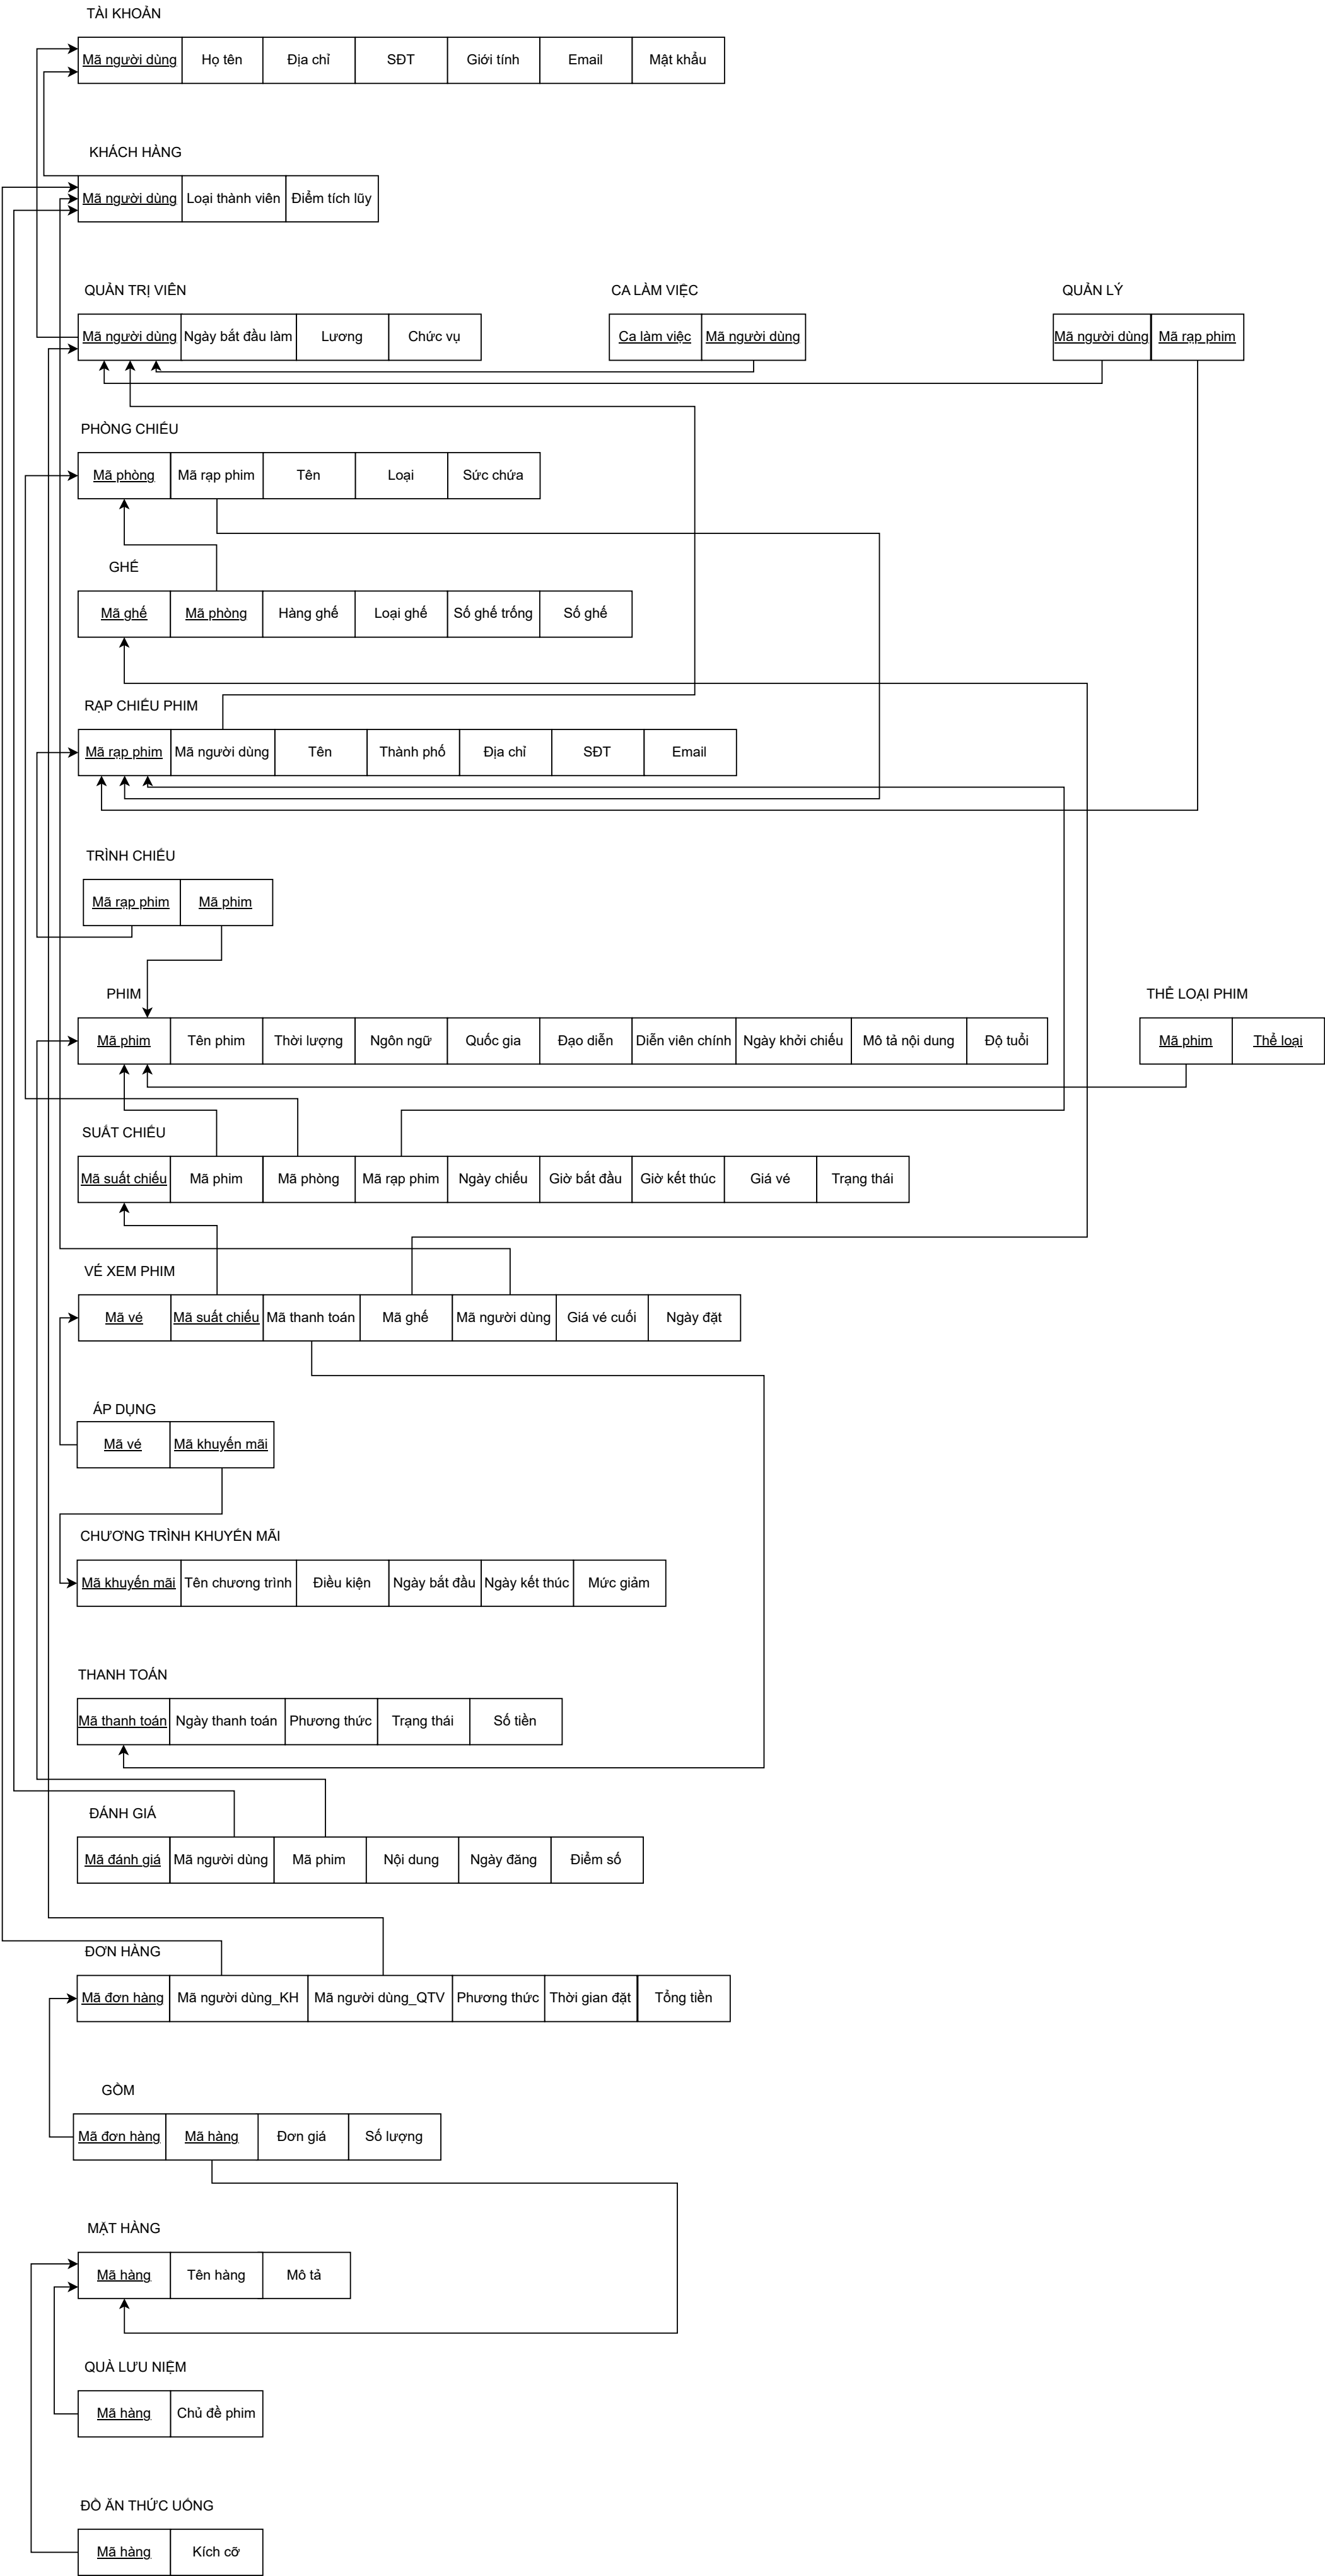 TÀI KHOẢN
Mã người dùng Họ tên Địa chỉ SĐT Giới tính Email Mật khẩu
KHÁCH HÀNG
Mã người dùng Loại thành viên Điểm tích lũy
QUẢN TRỊ VIÊN CA LÀM VIỆC QUẢN LÝ
Mã người dùng Ngày bắt đầu làm Lương Chức vụ Ca làm việc Mã người dùng Mã người dùng Mã rạp phim
PHÒNG CHIẾU
Mã phòng Mã rạp phim Tên Loại Sức chứa
GHẾ
Mã ghế Mã phòng Hàng ghế Loại ghế Số ghế trống Số ghế
RẠP CHIẾU PHIM
Mã rạp phim Mã người dùng Tên Thành phố Địa chỉ SĐT Email
TRÌNH CHIẾU
Mã rạp phim Mã phim
PHIM THỂ LOẠI PHIM
Mã phim Tên phim Thời lượng Ngôn ngữ Quốc gia Đạo diễn Diễn viên chính Ngày khởi chiếu Mô tả nội dung Độ tuổi Mã phim Thể loại
SUẤT CHIẾU
Mã suất chiếu Mã phim Mã phòng Mã rạp phim Ngày chiếu Giờ bắt đầu Giờ kết thúc Giá vé Trạng thái
VÉ XEM PHIM
Mã vé Mã suất chiếu Mã thanh toán Mã ghế Mã người dùng Giá vé cuối Ngày đặt
ÁP DỤNG
Mã vé Mã khuyến mãi
CHƯƠNG TRÌNH KHUYẾN MÃI
Mã khuyến mãi Tên chương trình Điều kiện Ngày bắt đầu Ngày kết thúc Mức giảm
THANH TOÁN
Mã thanh toán Ngày thanh toán Phương thức Trạng thái Số tiền
ĐÁNH GIÁ
Mã đánh giá Mã người dùng Mã phim Nội dung Ngày đăng Điểm số
ĐƠN HÀNG
Mã đơn hàng Mã người dùng_KH Mã người dùng_QTV Phương thức Thời gian đặt Tổng tiền
GỒM
Mã đơn hàng Mã hàng Đơn giá Số lượng
MẶT HÀNG
Mã hàng Tên hàng Mô tả
QUÀ LƯU NIỆM
Mã hàng Chủ đề phim
ĐỒ ĂN THỨC UỐNG
Mã hàng Kích cỡ